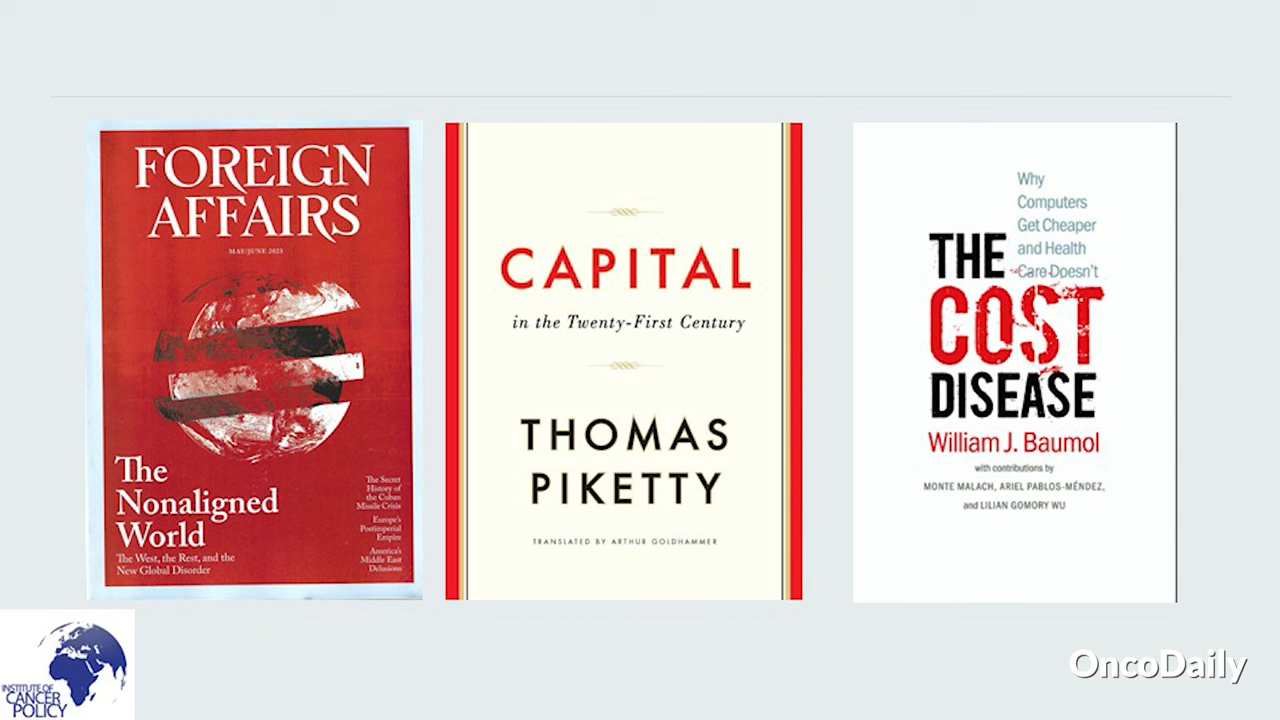 FOREIGN
AFFAIRS
MAY/JUNE 2023
The
Nonaligned
World
The West, the Rest, and the
New Global Disorder
The Secret
History of
the Cuban
Missile Crisis
Europe's
Postimperial
Empire
America's
Middle East
Delusions
CAPITAL
in the Twenty-First Century
THOMAS
PIKETTY
TRANSLATED BY ARTHUR GOLDHAMMER
Why
Computers
Get Cheaper
and Health
Care Doesn't
THE
COST
DISEASE
William J. Baumol
with contributions by
MONTE MALACH, ARIEL PABLOS-MÉNDEZ,
and LILIAN GOMORY WU
INSTITUTE OF
CANCER
POLICY
OncoDaily